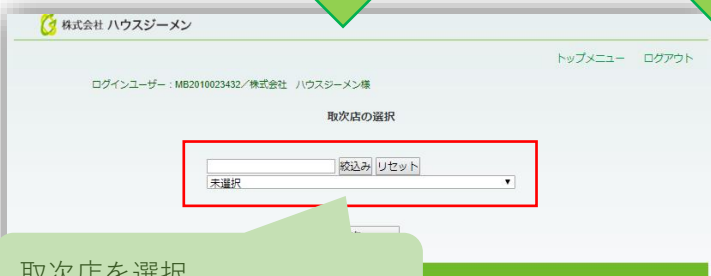 株式会社 ハウスジーメン
トップメニュー ログアウト
ログインユーザー：MB2010023432／株式会社 ハウスジーメン様
取次店の選択
絞込み リセット
未選択
取次店を選択